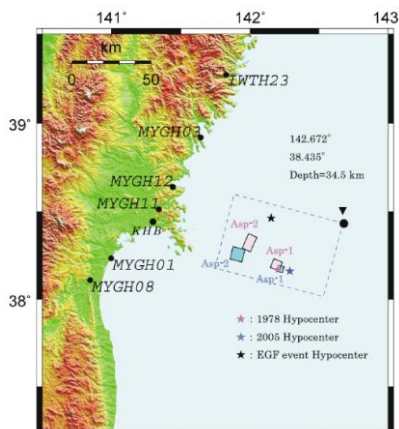 141° 142° 143
km
0 50
39°
38°
IWTH23
MYGH03
142.672°
38.435°
Depth=34.5 km
MYGH12
MYGH11
KHB
MYGH01
MYGH08
Asp-2
Asp-1
Asp-2
Asp-1
★ : 1978 Hypocenter
★ : 2005 Hypocenter
★ : EGF event Hypocenter